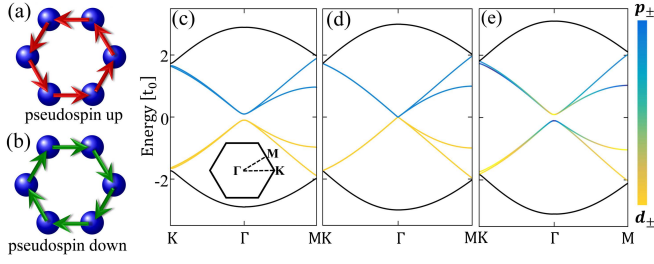 (a)
pseudospin up
(b)
pseudospin down
Energy [t₀]
2
0
-2
(c)
(d)
(e)
M
Γ
K
K Γ M K Γ M K Γ M
p±
d±